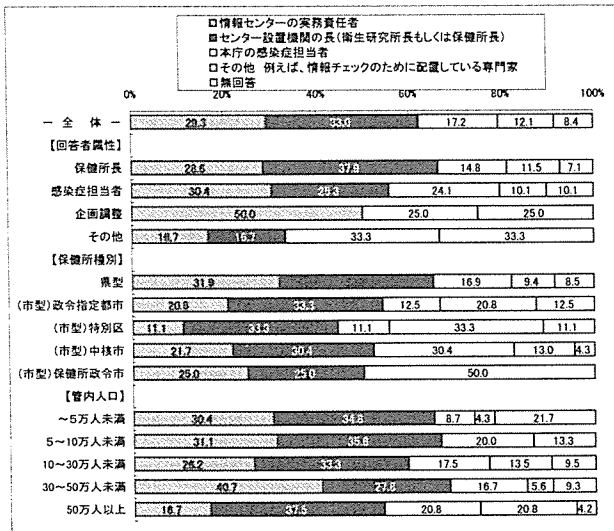 □情報センターの実務責任者
■センター設置機関の長（衛生研究所長もしくは保健所長）
□本庁の感染症担当者
□その他 例えば、情報チェックのために配置している専門家
□無回答
0% 20% 40% 60% 80% 100%
－全 体－ 29.3 33.0 17.2 12.1 8.4
【回答者属性】
保健所長 28.6 37.9 14.8 11.5 7.1
感染症担当者 30.4 25.3 24.1 10.1 10.1
企画調整 50.0 25.0 25.0
その他 16.7 16.7 33.3 33.3
【保健所種別】
県型 31.9 16.9 9.4 8.5
(市型)政令指定都市 20.8 33.3 12.5 20.8 12.5
(市型)特別区 11.1 33.3 11.1 33.3 11.1
(市型)中核市 21.7 30.4 30.4 13.0 4.3
(市型)保健所政令市 25.0 25.0 50.0
【管内人口】
～5万人未満 30.4 34.8 8.7 4.3 21.7
5～10万人未満 31.1 35.6 20.0 13.3
10～30万人未満 26.2 33.3 17.5 13.5 9.5
30～50万人未満 40.7 27.8 16.7 5.6 9.3
50万人以上 16.7 37.5 20.8 20.8 4.2